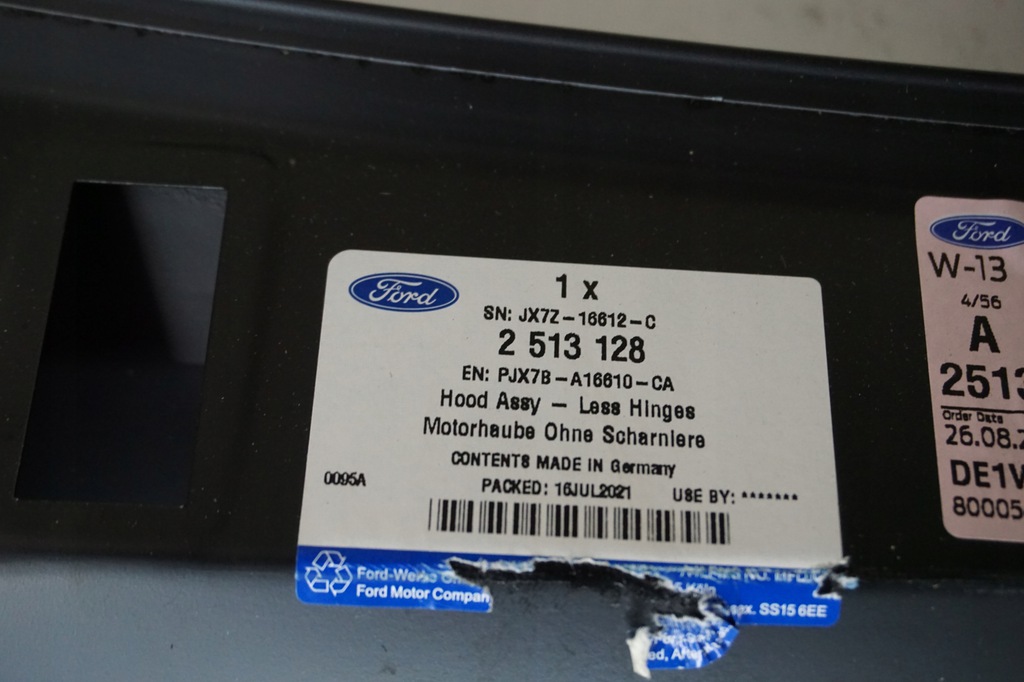 Ford
1 x
SN: JX7Z-16612-C
2 513 128
EN: PJX7B-A16610-CA
Hood Assy - Less Hinges
Motorhaube Ohne Scharniere
CONTENTS MADE IN Germany
0095A
PACKED: 16JUL2021 USE BY: *******
Ford Motor Compan
SS15 6EE
Ford
W-13
4/56
A
2513
Order Date
26.08.2
DE1V
80005